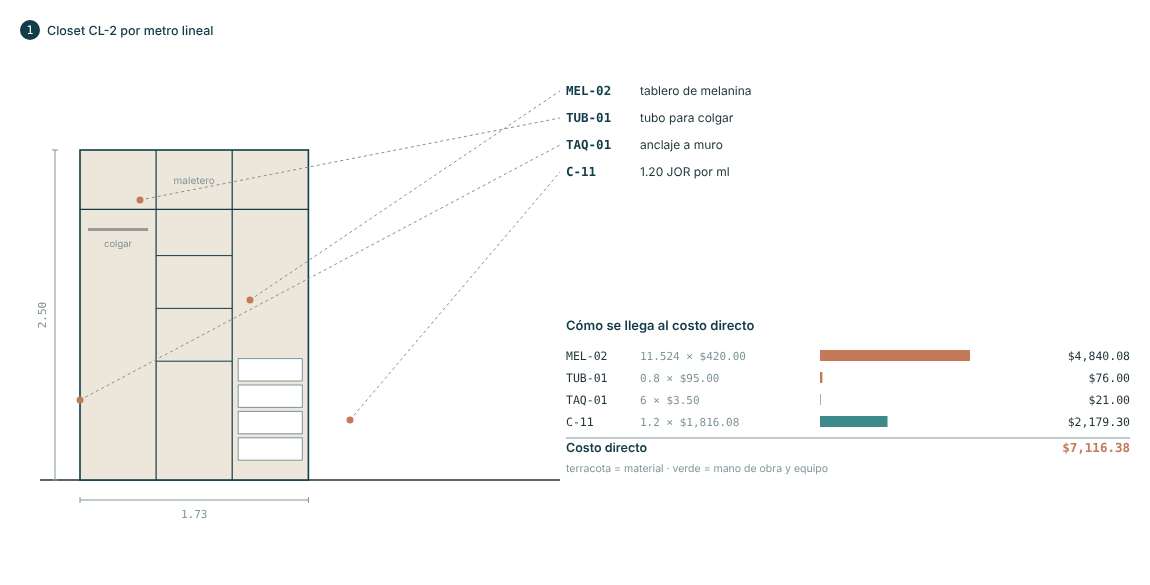 1 Closet CL-2 por metro lineal
MEL-02 tablero de melanina
TUB-01 tubo para colgar
TAQ-01 anclaje a muro
C-11 1.20 JOR por ml
maletero
colgar
2.50
1.73
Cómo se llega al costo directo
MEL-02 11.524 × $420.00 $4,840.08
TUB-01 0.8 × $95.00 $76.00
TAQ-01 6 × $3.50 $21.00
C-11 1.2 × $1,816.08 $2,179.30
Costo directo $7,116.38
terracota = material · verde = mano de obra y equipo